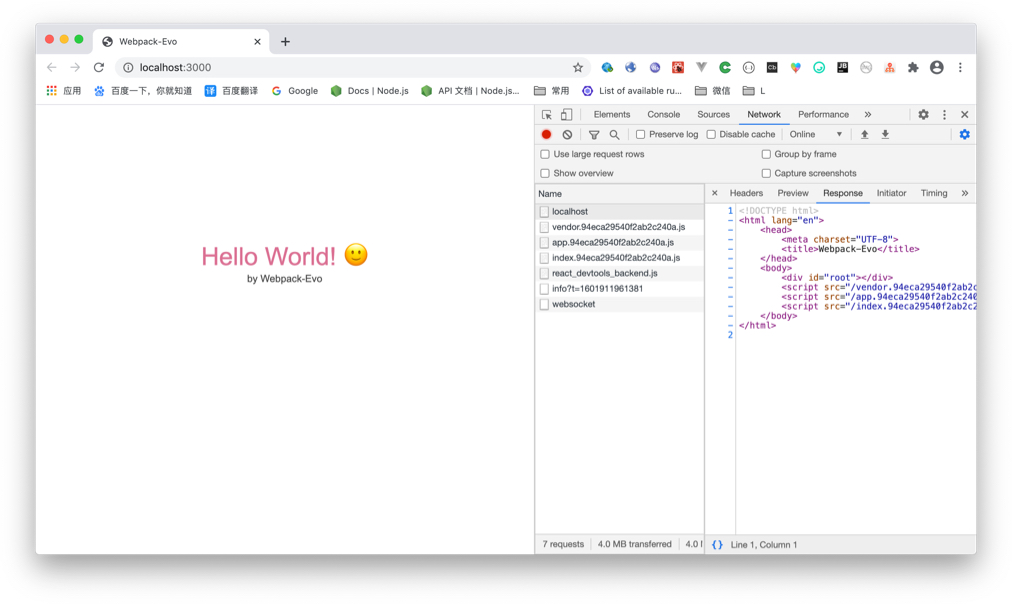 Webpack-Evo
localhost:3000
应用
百度一下，你就知道
译 百度翻译
Google
Docs | Node.js
API 文档 | Node.js...
常用
List of available ru...
微信
L
Elements Console Sources Network Performance »
Preserve log Disable cache Online
Use large request rows Group by frame
Show overview Capture screenshots
Hello World! 🙂
by Webpack-Evo
Name
localhost
vendor.94eca29540f2ab2c240a.js
app.94eca29540f2ab2c240a.js
index.94eca29540f2ab2c240a.js
react_devtools_backend.js
info?t=1601911961381
websocket
7 requests 4.0 MB transferred 4.0
Headers Preview Response Initiator Timing »
1 <!DOCTYPE html>
- <html lang="en">
- <head>
- <meta charset="UTF-8">
- <title>Webpack-Evo</title>
- </head>
- <body>
- <div id="root"></div>
- <script src="/vendor.94eca29540f2ab2c
- <script src="/app.94eca29540f2ab2c240
- <script src="/index.94eca29540f2ab2c2
- </body>
- </html>
2
{} Line 1, Column 1